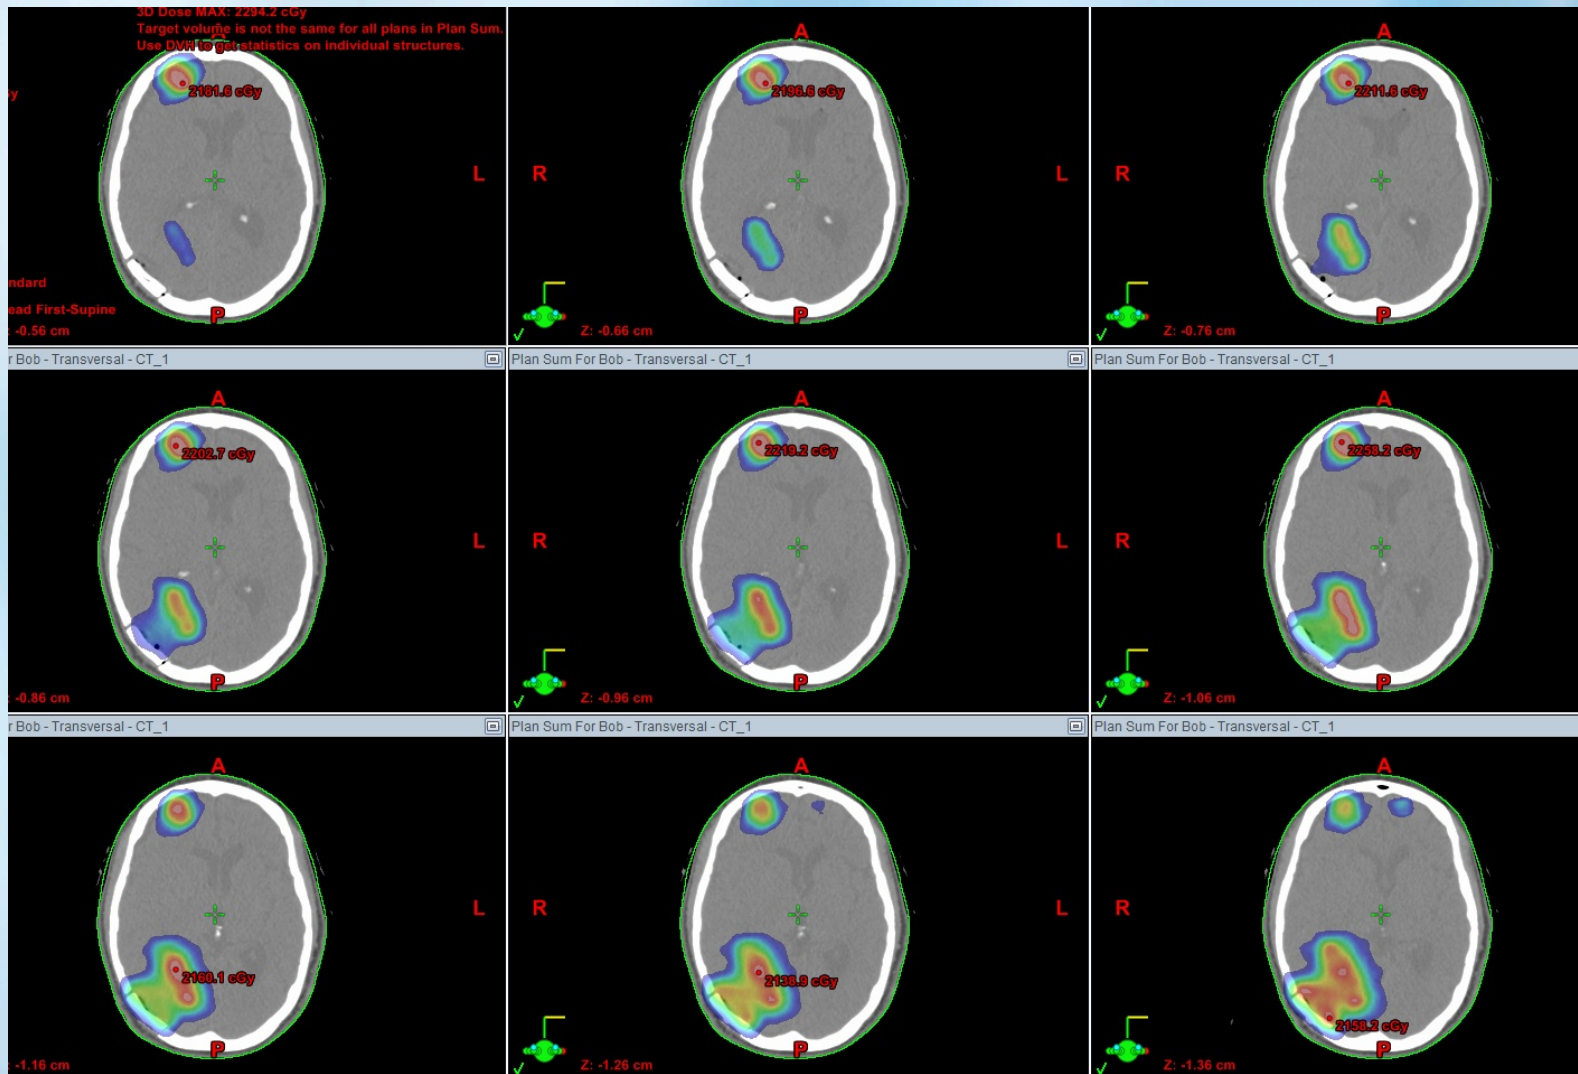 3D Dose MAX: 2294.2 cGy
Target volume is not the same for all plans in Plan Sum.
Use DVH to get statistics on individual structures.
A
A
2181.6 cGy
2196.6 cGy
2211.6 cGy
L
R
L
R
ndard
ead First-Supine
P
P
P
: -0.56 cm
Z: -0.66 cm
Z: -0.76 cm
r Bob - Transversal - CT_1
Plan Sum For Bob - Transversal - CT_1
Plan Sum For Bob - Transversal - CT_1
A
A
A
2202.7 cGy
2219.2 cGy
2258.2 cGy
L
R
L
R
P
P
P
: -0.86 cm
Z: -0.96 cm
Z: -1.06 cm
r Bob - Transversal - CT_1
Plan Sum For Bob - Transversal - CT_1
Plan Sum For Bob - Transversal - CT_1
A
A
A
L
R
L
R
2160.1 cGy
2138.9 cGy
2158.2 cGy
P
P
P
: -1.16 cm
Z: -1.26 cm
Z: -1.36 cm